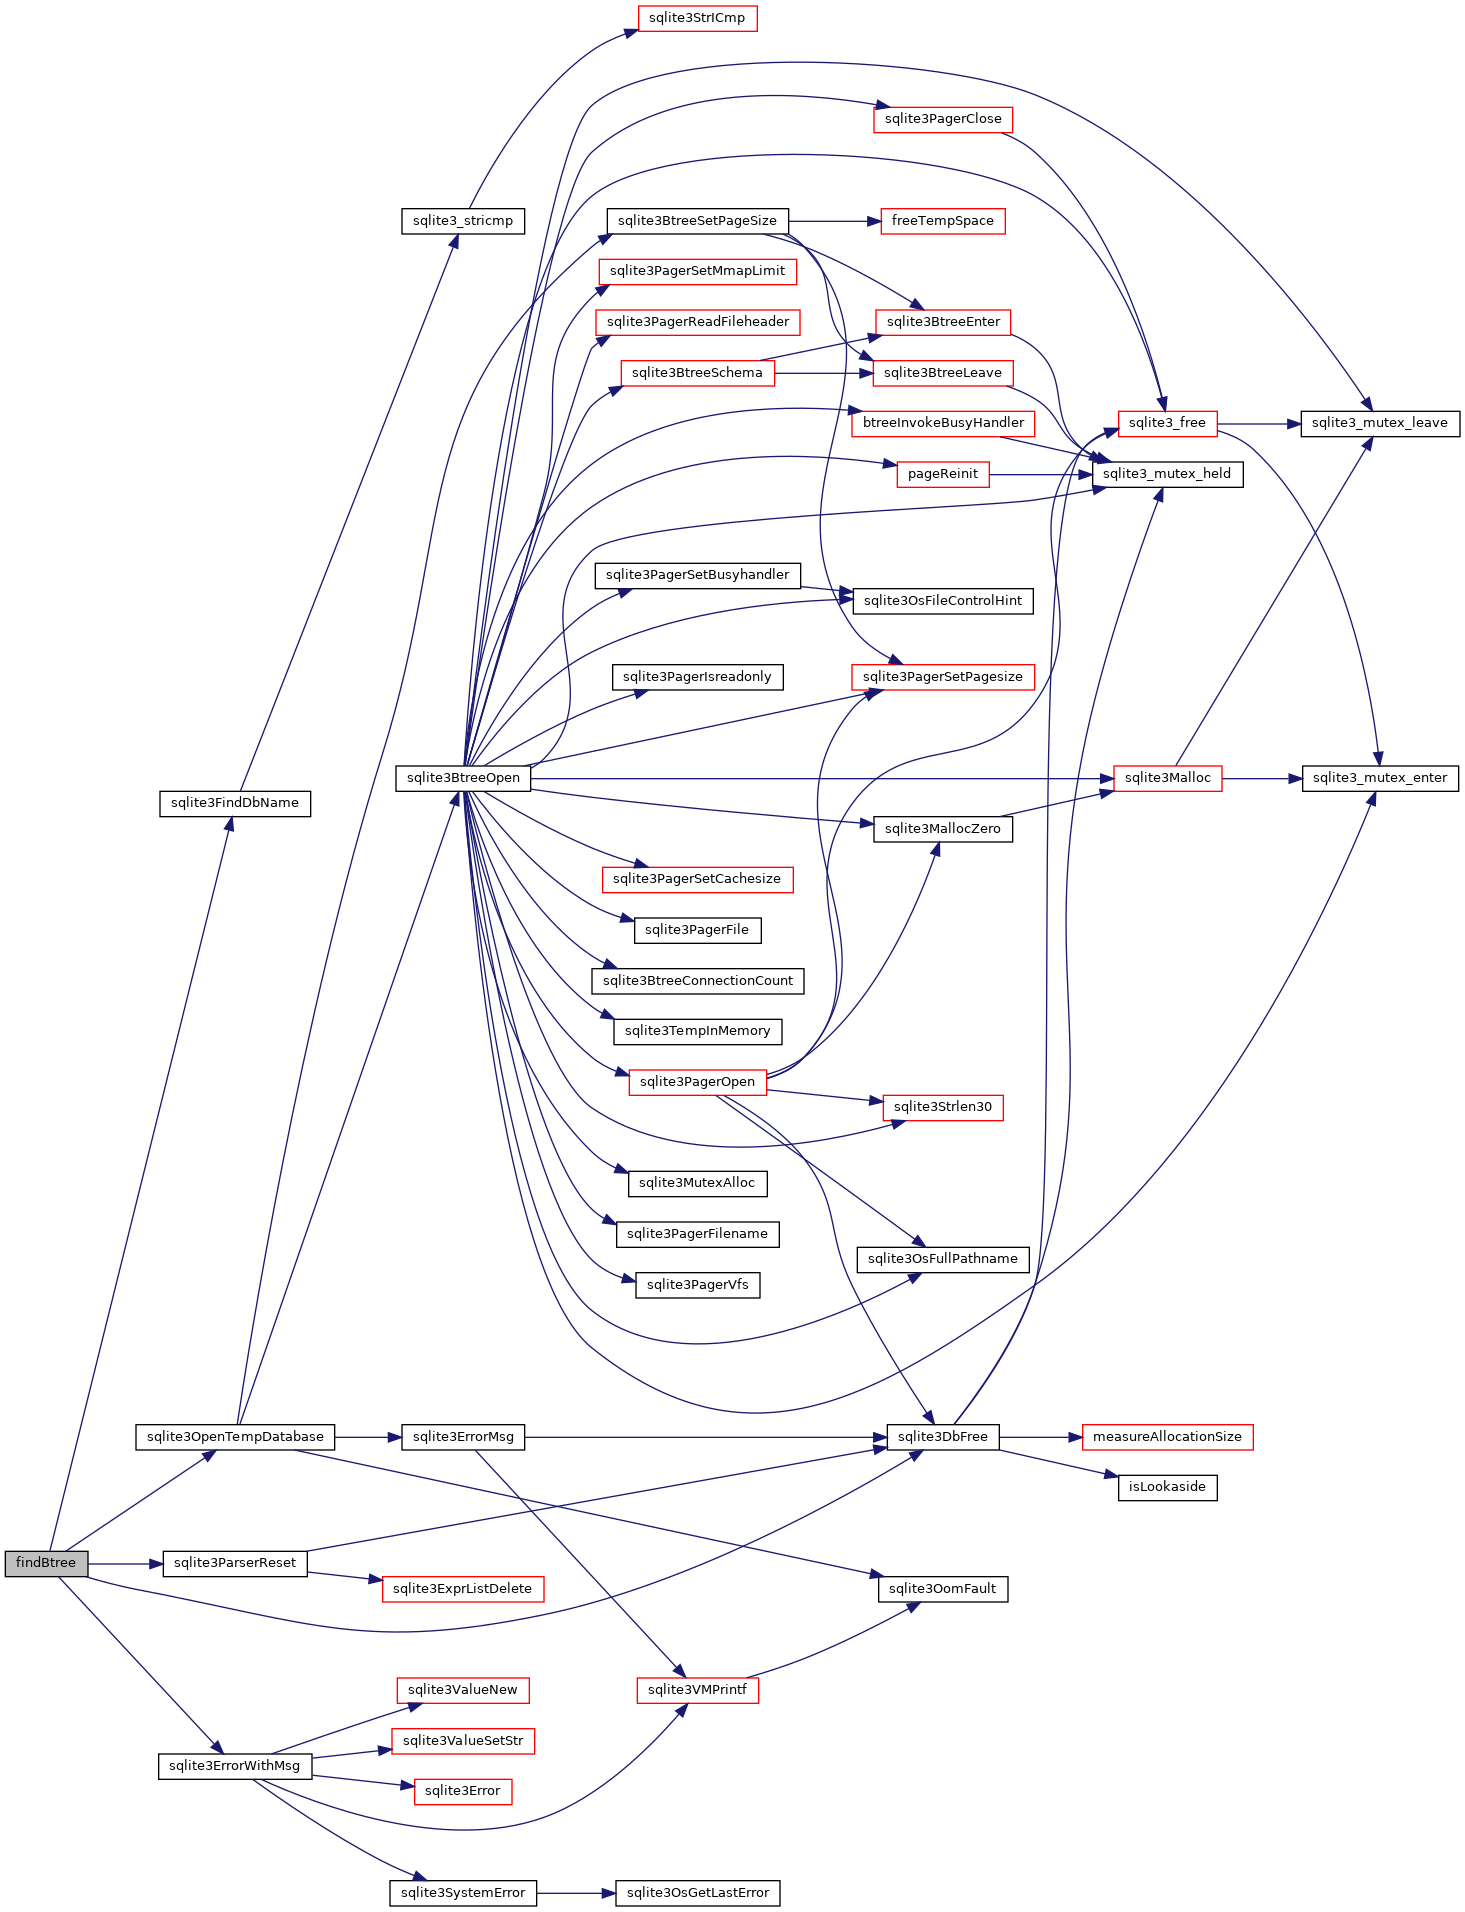 sqlite3StrICmp
sqlite3PagerClose
sqlite3_stricmp
sqlite3BtreeSetPageSize
freeTempSpace
sqlite3PagerSetMmapLimit
sqlite3PagerReadFileheader
sqlite3BtreeEnter
sqlite3BtreeSchema
sqlite3BtreeLeave
btreeInvokeBusyHandler
sqlite3_free
sqlite3_mutex_leave
pageReinit
sqlite3_mutex_held
sqlite3PagerSetBusyhandler
sqlite3OsFileControlHint
sqlite3PagerIsreadonly
sqlite3PagerSetPagesize
sqlite3BtreeOpen
sqlite3Malloc
sqlite3_mutex_enter
sqlite3FindDbName
sqlite3MallocZero
sqlite3PagerSetCachesize
sqlite3PagerFile
sqlite3BtreeConnectionCount
sqlite3TempInMemory
sqlite3PagerOpen
sqlite3Strlen30
sqlite3MutexAlloc
sqlite3PagerFilename
sqlite3OsFullPathname
sqlite3PagerVfs
sqlite3OpenTempDatabase
sqlite3ErrorMsg
sqlite3DbFree
measureAllocationSize
isLookaside
findBtree
sqlite3ParserReset
sqlite3ExprListDelete
sqlite3OomFault
sqlite3ValueNew
sqlite3VMPrintf
sqlite3ValueSetStr
sqlite3ErrorWithMsg
sqlite3Error
sqlite3SystemError
sqlite3OsGetLastError